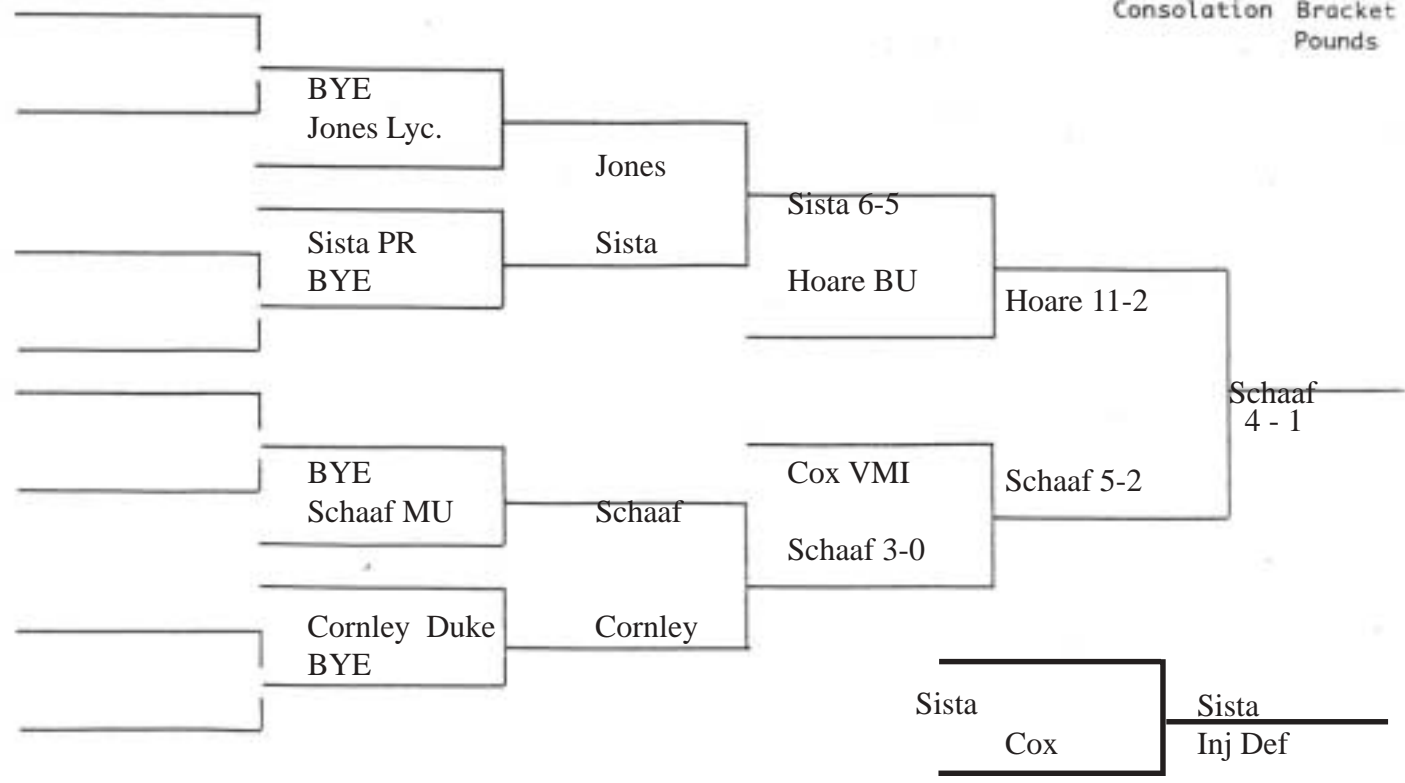 Consolation Bracket
Pounds
BYE
Jones Lyc.
Jones
Sista 6-5
Sista PR
BYE
Sista
Hoare BU
Hoare 11-2
Schaaf
4 - 1
BYE
Schaaf MU
Schaaf
Cox VMI
Schaaf 5-2
Schaaf 3-0
Cornley Duke
BYE
Cornley
Sista
Cox
Sista
Inj Def